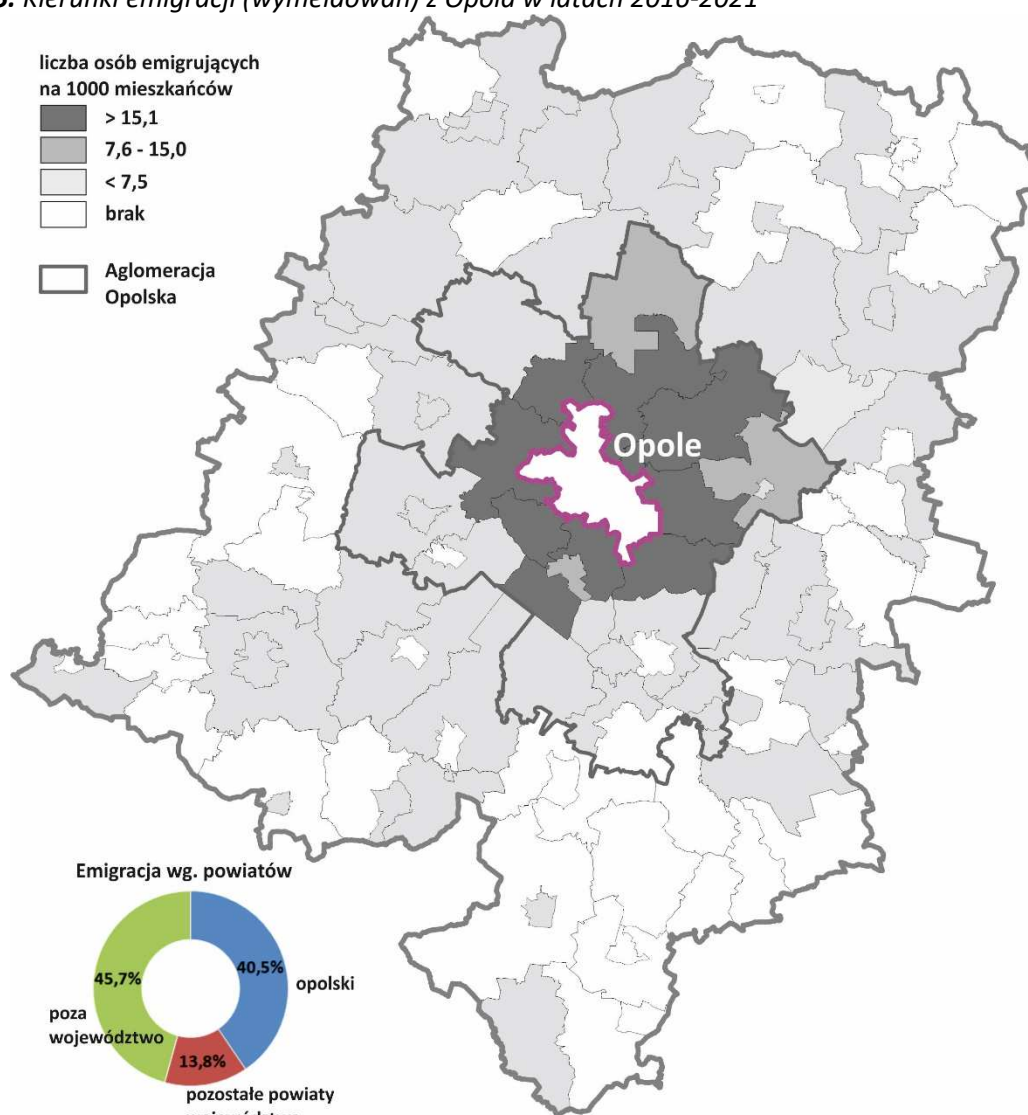 Kierunki emigracji (wymeldowań) z Opola w latach 2016-2021
liczba osób emigrujących
na 1000 mieszkańców
> 15,1
7,6 - 15,0
< 7,5
brak
Aglomeracja
Opolska
Opole
Emigracja wg. powiatów
45,7%
40,5%
opolski
poza
województwo
13,8%
pozostałe powiaty